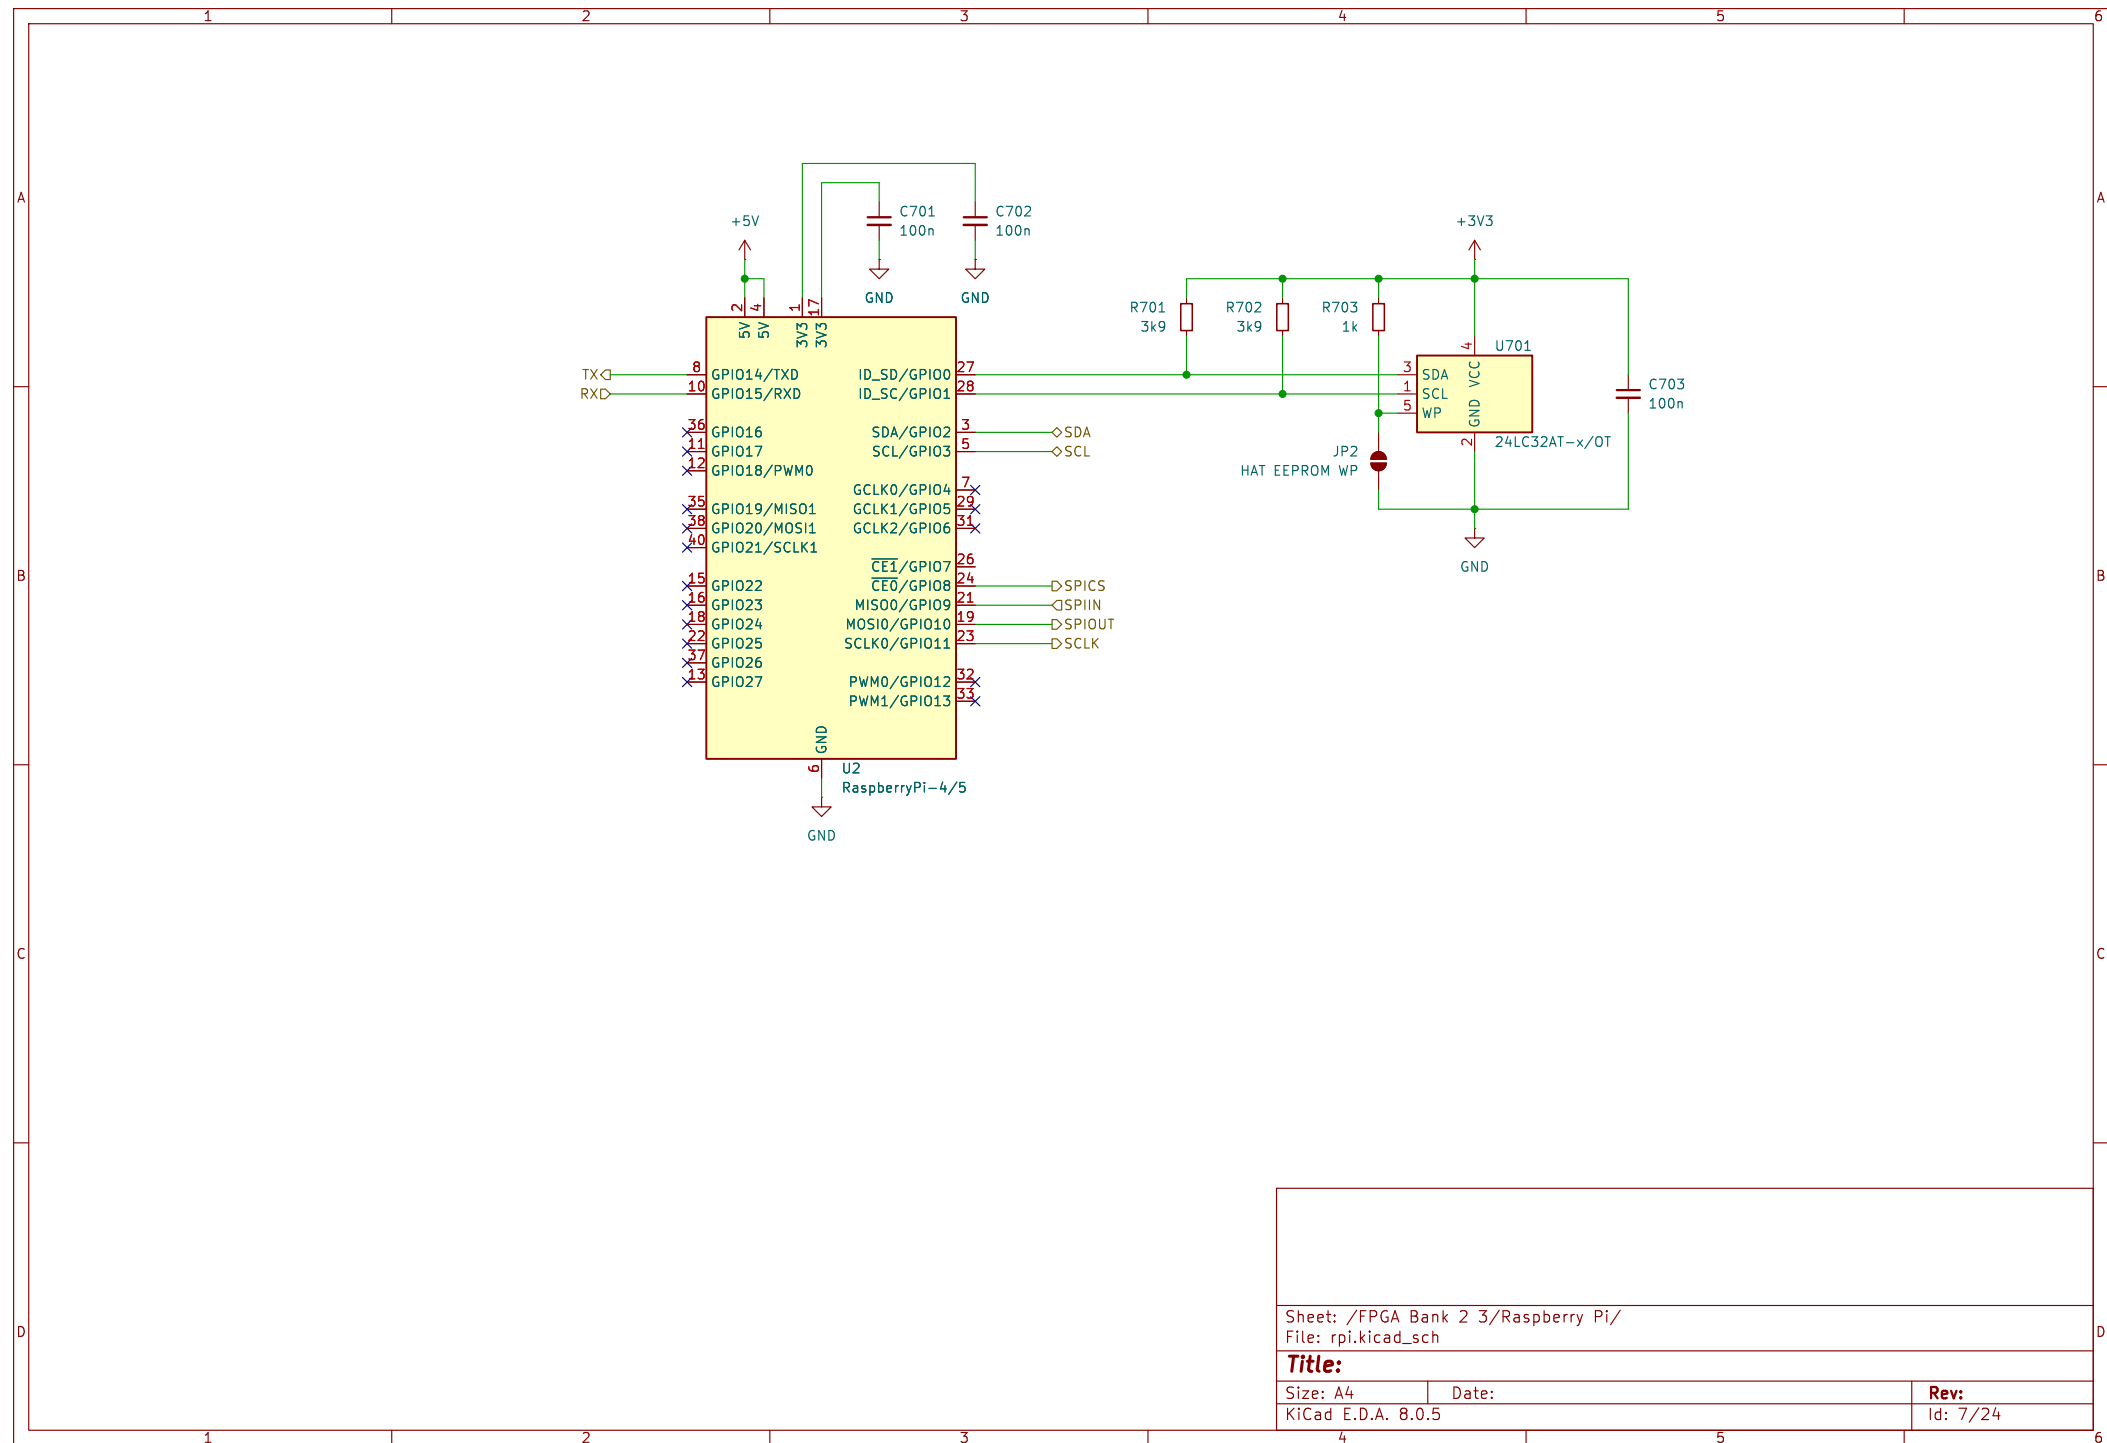 1 2 3 4 5 6
A A
B B
C C
D D
+5V
C701
100n
C702
100n
GND
GND
+3V3
R701
3k9
R702
3k9
R703
1k
2 4 1 17
5V 5V 3V3 3V3
TX 8 GPIO14/TXD
RX 10 GPIO15/RXD
36 GPIO16
11 GPIO17
12 GPIO18/PWM0
35 GPIO19/MISO1
38 GPIO20/MOSI1
40 GPIO21/SCLK1
15 GPIO22
16 GPIO23
18 GPIO24
22 GPIO25
37 GPIO26
13 GPIO27
ID_SD/GPIO0 27
ID_SC/GPIO1 28
SDA/GPIO2 3 SDA
SCL/GPIO3 5 SCL
GCLK0/GPIO4 7
GCLK1/GPIO5 29
GCLK2/GPIO6 31
CE1/GPIO7 26
CE0/GPIO8 24 SPICS
MISO0/GPIO9 21 SPIIN
MOSI0/GPIO10 19 SPIOUT
SCLK0/GPIO11 23 SCLK
PWM0/GPIO12 32
PWM1/GPIO13 33
GND
6
U2
RaspberryPi-4/5
GND
U701
4
VCC
3 SDA
1 SCL
5 WP
GND
2
24LC32AT-x/OT
C703
100n
JP2
HAT EEPROM WP
GND
Sheet: /FPGA Bank 2 3/Raspberry Pi/
File: rpi.kicad_sch
Title:
Size: A4 Date: Rev:
KiCad E.D.A. 8.0.5 Id: 7/24
1 2 3 4 5 6